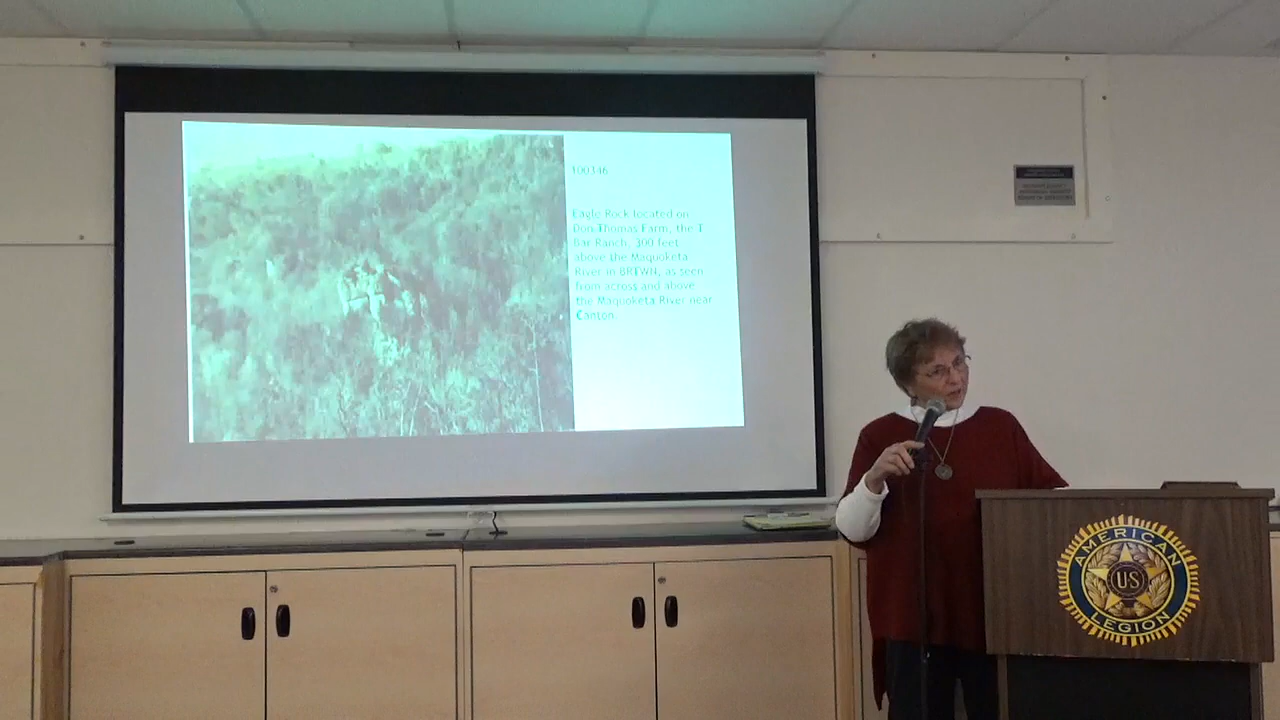 100346
Eagle Rock located on
Don Thomas Farm, the T
Bar Ranch, 300 feet
above the Maquoketa
River in BRTWN, as seen
from across and above
the Maquoketa River near
Canton.
AMERICAN
US
LEGION